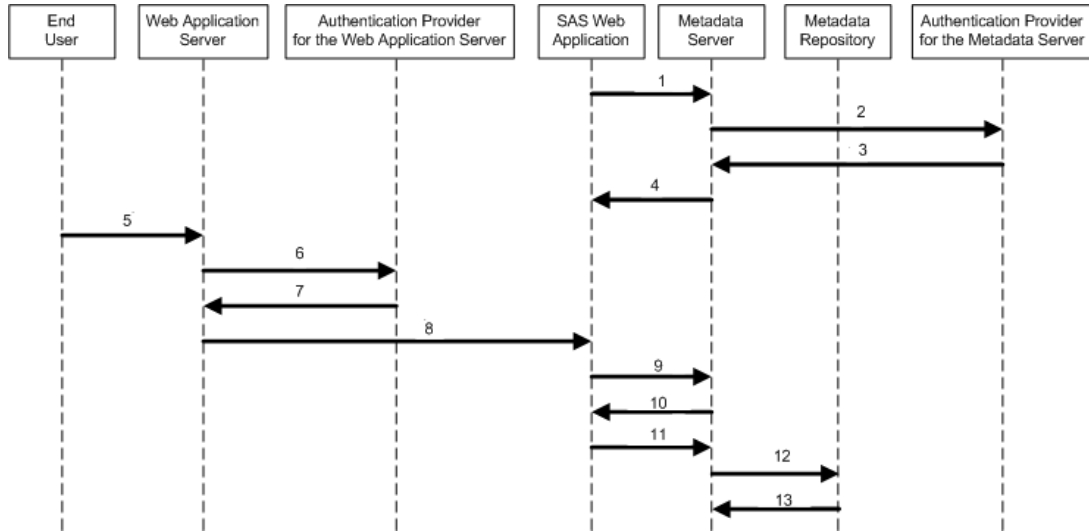 End
User
Web Application
Server
Authentication Provider
for the Web Application Server
SAS Web
Application
Metadata
Server
Metadata
Repository
Authentication Provider
for the Metadata Server
1
2
3
4
5
6
7
8
9
10
11
12
13